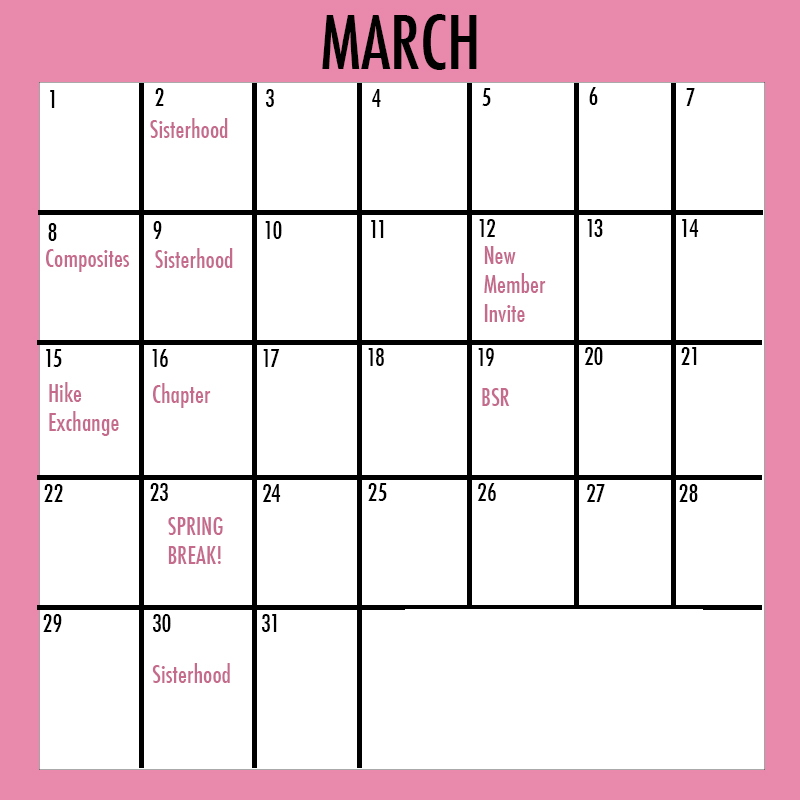 MARCH
1 2 3 4 5 6 7
Sisterhood
8 9 10 11 12 13 14
Composites Sisterhood New
Member
Invite
15 16 17 18 19 20 21
Hike Chapter BSR
Exchange
22 23 24 25 26 27 28
SPRING
BREAK!
29 30 31
Sisterhood